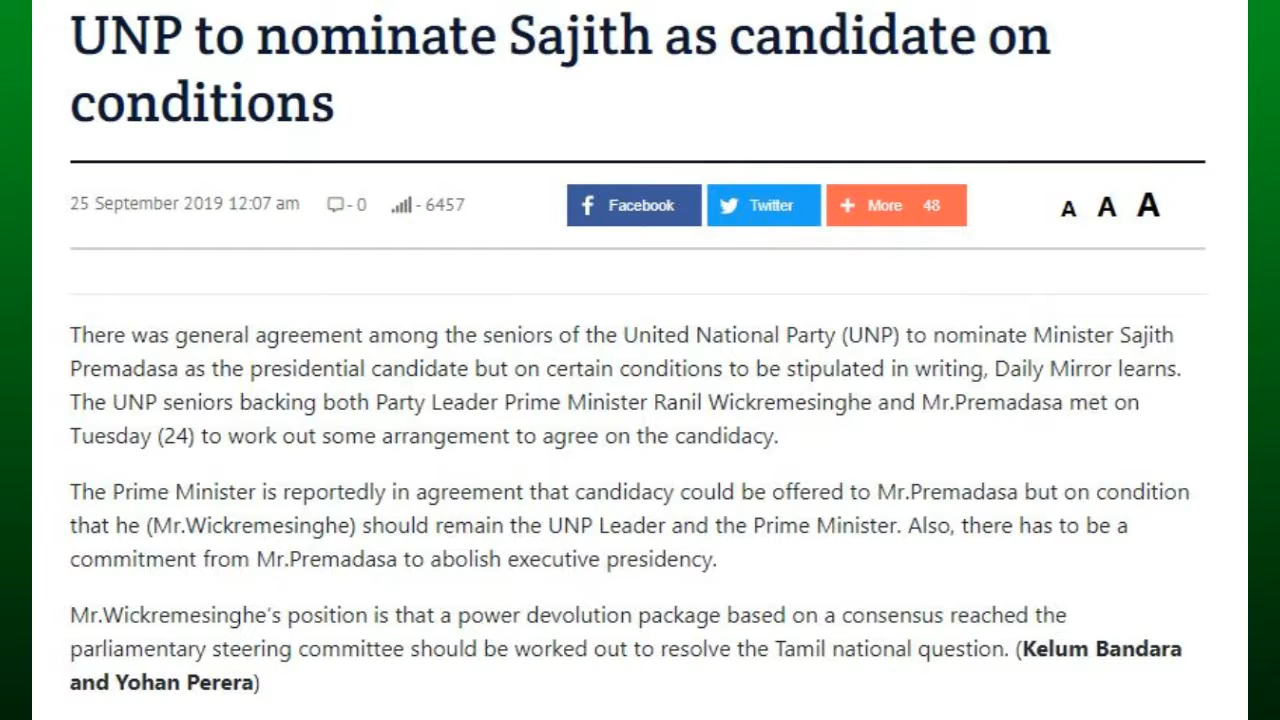 UNP to nominate Sajith as candidate on
conditions
25 September 2019 12:07 am - 0 - 6457 Facebook Twitter + More 48 A A A
There was general agreement among the seniors of the United National Party (UNP) to nominate Minister Sajith
Premadasa as the presidential candidate but on certain conditions to be stipulated in writing, Daily Mirror learns.
The UNP seniors backing both Party Leader Prime Minister Ranil Wickremesinghe and Mr.Premadasa met on
Tuesday (24) to work out some arrangement to agree on the candidacy.
The Prime Minister is reportedly in agreement that candidacy could be offered to Mr.Premadasa but on condition
that he (Mr.Wickremesinghe) should remain the UNP Leader and the Prime Minister. Also, there has to be a
commitment from Mr.Premadasa to abolish executive presidency.
Mr.Wickremesinghe's position is that a power devolution package based on a consensus reached the
parliamentary steering committee should be worked out to resolve the Tamil national question. (Kelum Bandara
and Yohan Perera)